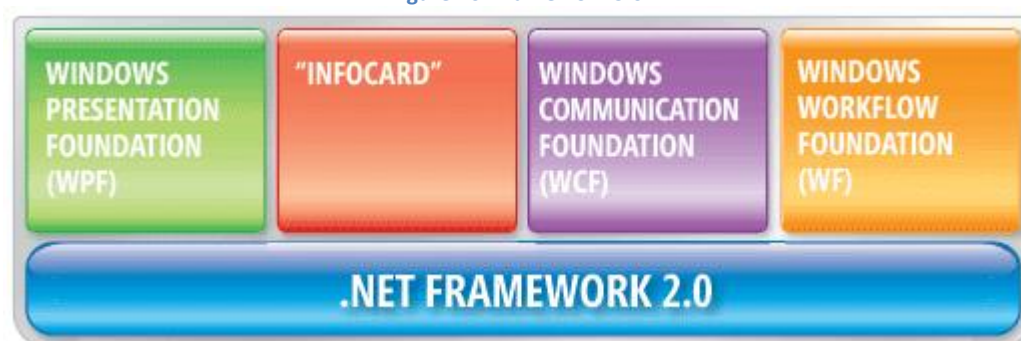 WINDOWS
PRESENTATION
FOUNDATION
(WPF)
"INFOCARD"
WINDOWS
COMMUNICATION
FOUNDATION
(WCF)
WINDOWS
WORKFLOW
FOUNDATION
(WF)
.NET FRAMEWORK 2.0